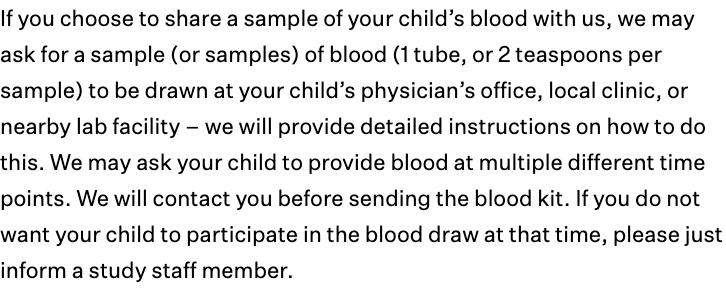 If you choose to share a sample of your child’s blood with us, we may
ask for a sample (or samples) of blood (1 tube, or 2 teaspoons per
sample) to be drawn at your child’s physician’s office, local clinic, or
nearby lab facility – we will provide detailed instructions on how to do
this. We may ask your child to provide blood at multiple different time
points. We will contact you before sending the blood kit. If you do not
want your child to participate in the blood draw at that time, please just
inform a study staff member.